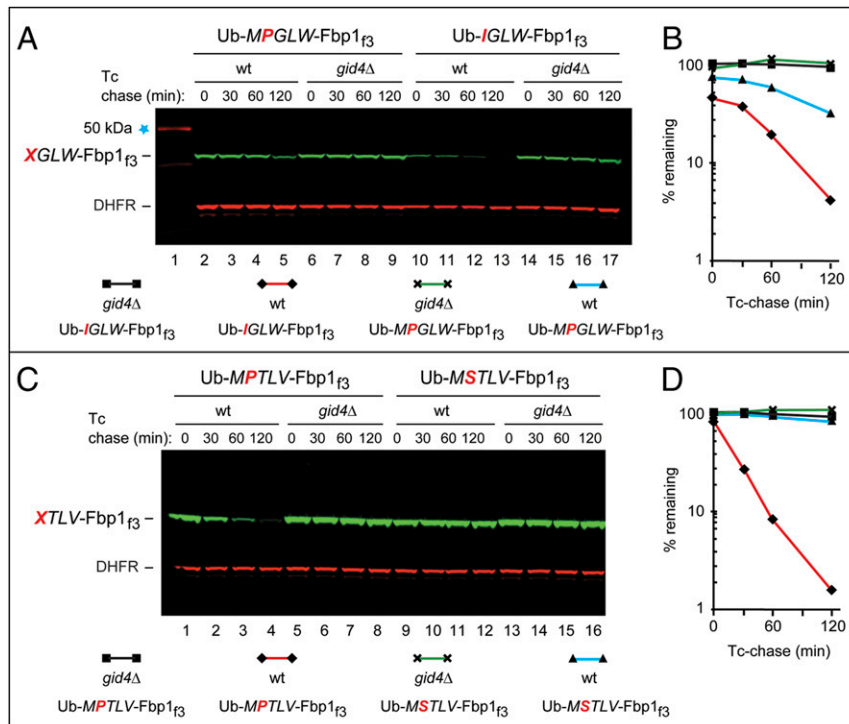 A
Ub-MPGLW-Fbp1f3 Ub-IGLW-Fbp1f3
wt gid4Δ wt gid4Δ
Tc
chase (min): 0 30 60 120 0 30 60 120 0 30 60 120 0 30 60 120
50 kDa
XGLW-Fbp1f3
DHFR
1 2 3 4 5 6 7 8 9 10 11 12 13 14 15 16 17
gid4Δ wt gid4Δ wt
Ub-IGLW-Fbp1f3 Ub-IGLW-Fbp1f3 Ub-MPGLW-Fbp1f3 Ub-MPGLW-Fbp1f3
B
% remaining
100
10
1
0 60 120
Tc-chase (min)
C
Ub-MPTLV-Fbp1f3 Ub-MSTLV-Fbp1f3
wt gid4Δ wt gid4Δ
Tc
chase (min): 0 30 60 120 0 30 60 120 0 30 60 120 0 30 60 120
XTLV-Fbp1f3
DHFR
1 2 3 4 5 6 7 8 9 10 11 12 13 14 15 16
gid4Δ wt gid4Δ wt
Ub-MPTLV-Fbp1f3 Ub-MPTLV-Fbp1f3 Ub-MSTLV-Fbp1f3 Ub-MSTLV-Fbp1f3
D
% remaining
100
10
1
0 60 120
Tc-chase (min)